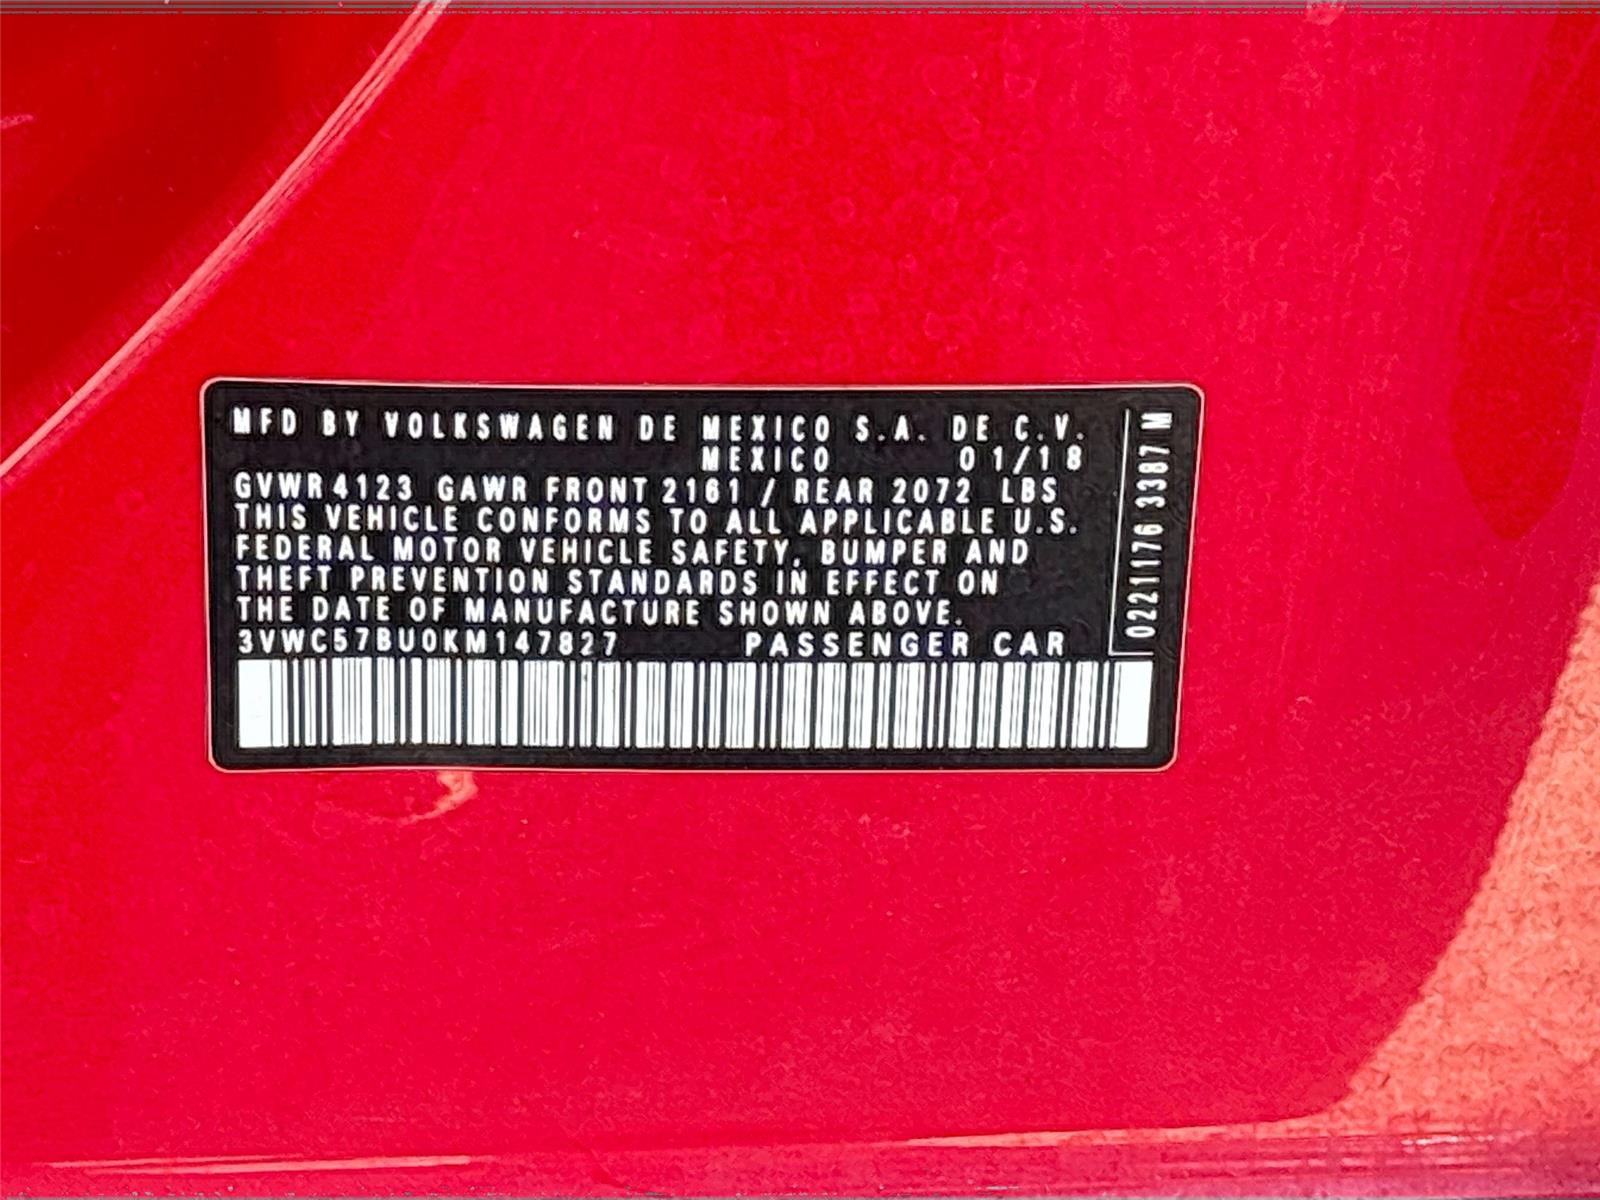 MFD BY VOLKSWAGEN DE MEXICO S.A. DE C.V.
MEXICO 01/18
GVWR 4123 GAWR FRONT 2161 / REAR 2072 LBS
THIS VEHICLE CONFORMS TO ALL APPLICABLE U.S.
FEDERAL MOTOR VEHICLE SAFETY, BUMPER AND
THEFT PREVENTION STANDARDS IN EFFECT ON
THE DATE OF MANUFACTURE SHOWN ABOVE.
3VWC57BU0KM147827 PASSENGER CAR
0221176 3387 M